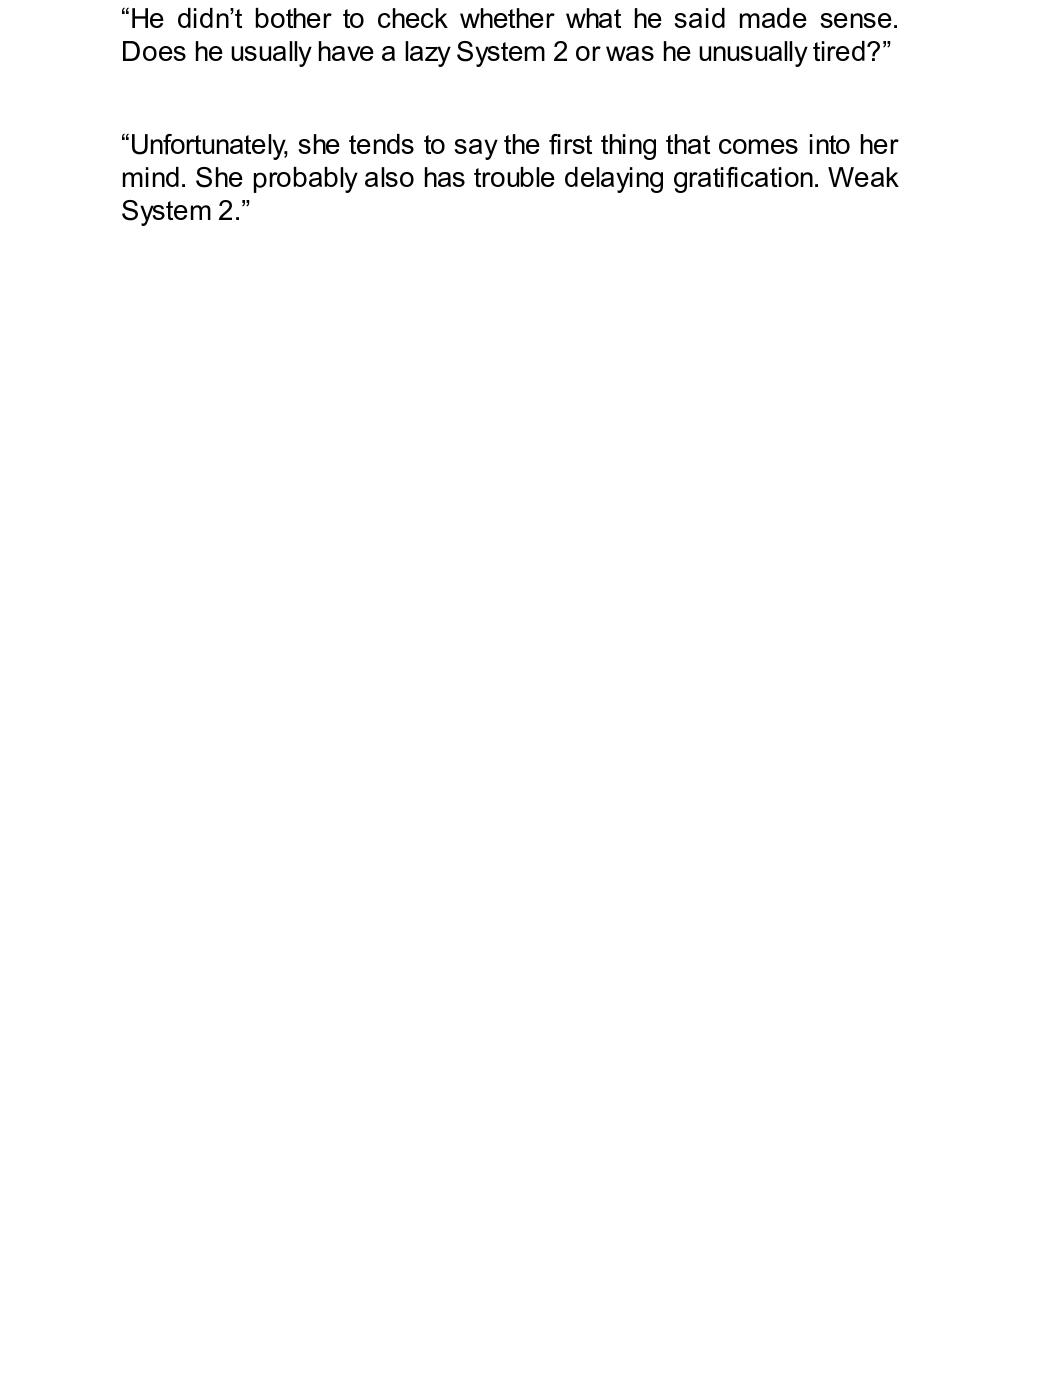 “He didn’t bother to check whether what he said made sense.
Does he usually have a lazy System 2 or was he unusually tired?”
“Unfortunately, she tends to say the first thing that comes into her
mind. She probably also has trouble delaying gratification. Weak
System 2.”